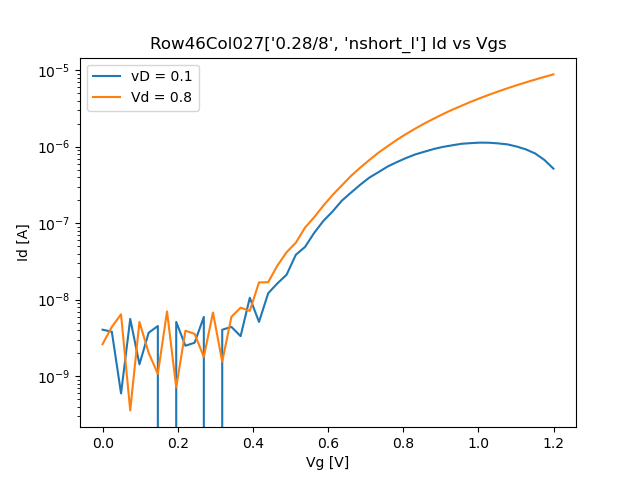 Row46Col027['0.28/8', 'nshort_l'] Id vs Vgs
vD = 0.1
Vd = 0.8
Id [A]
10^-5
10^-6
10^-7
10^-8
10^-9
0.0 0.2 0.4 0.6 0.8 1.0 1.2
Vg [V]